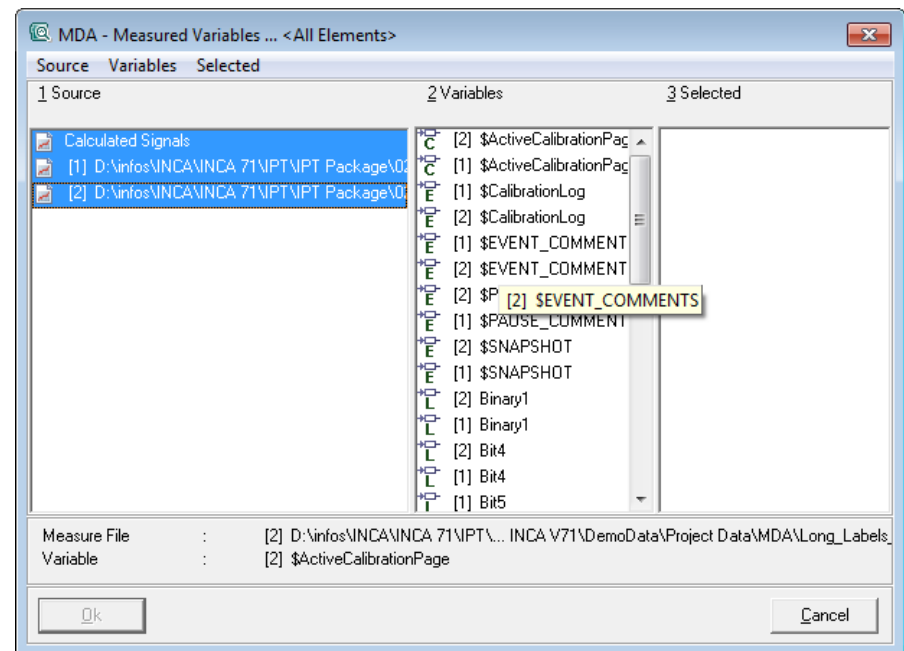 MDA - Measured Variables ... <All Elements>
Source Variables Selected
1 Source 2 Variables 3 Selected
Calculated Signals
[1] D:\infos\INCA\INCA 71\IPT\IPT Package\02
[2] D:\infos\INCA\INCA 71\IPT\IPT Package\0
C [2] $ActiveCalibrationPag
C [1] $ActiveCalibrationPag
E [1] $CalibrationLog
E [2] $CalibrationLog
E [1] $EVENT_COMMENT
E [2] $EVENT_COMMENT
E [2] $P
[2] $EVENT_COMMENTS
E [1] $PAUSE_COMMENT
E [2] $SNAPSHOT
E [1] $SNAPSHOT
L [2] Binary1
L [1] Binary1
L [2] Bit4
L [1] Bit4
[1] Bit5
Measure File : [2] D:\infos\INCA\INCA 71\IPT\... INCA V71\DemoData\Project Data\MDA\Long_Labels_
Variable : [2] $ActiveCalibrationPage
Ok Cancel